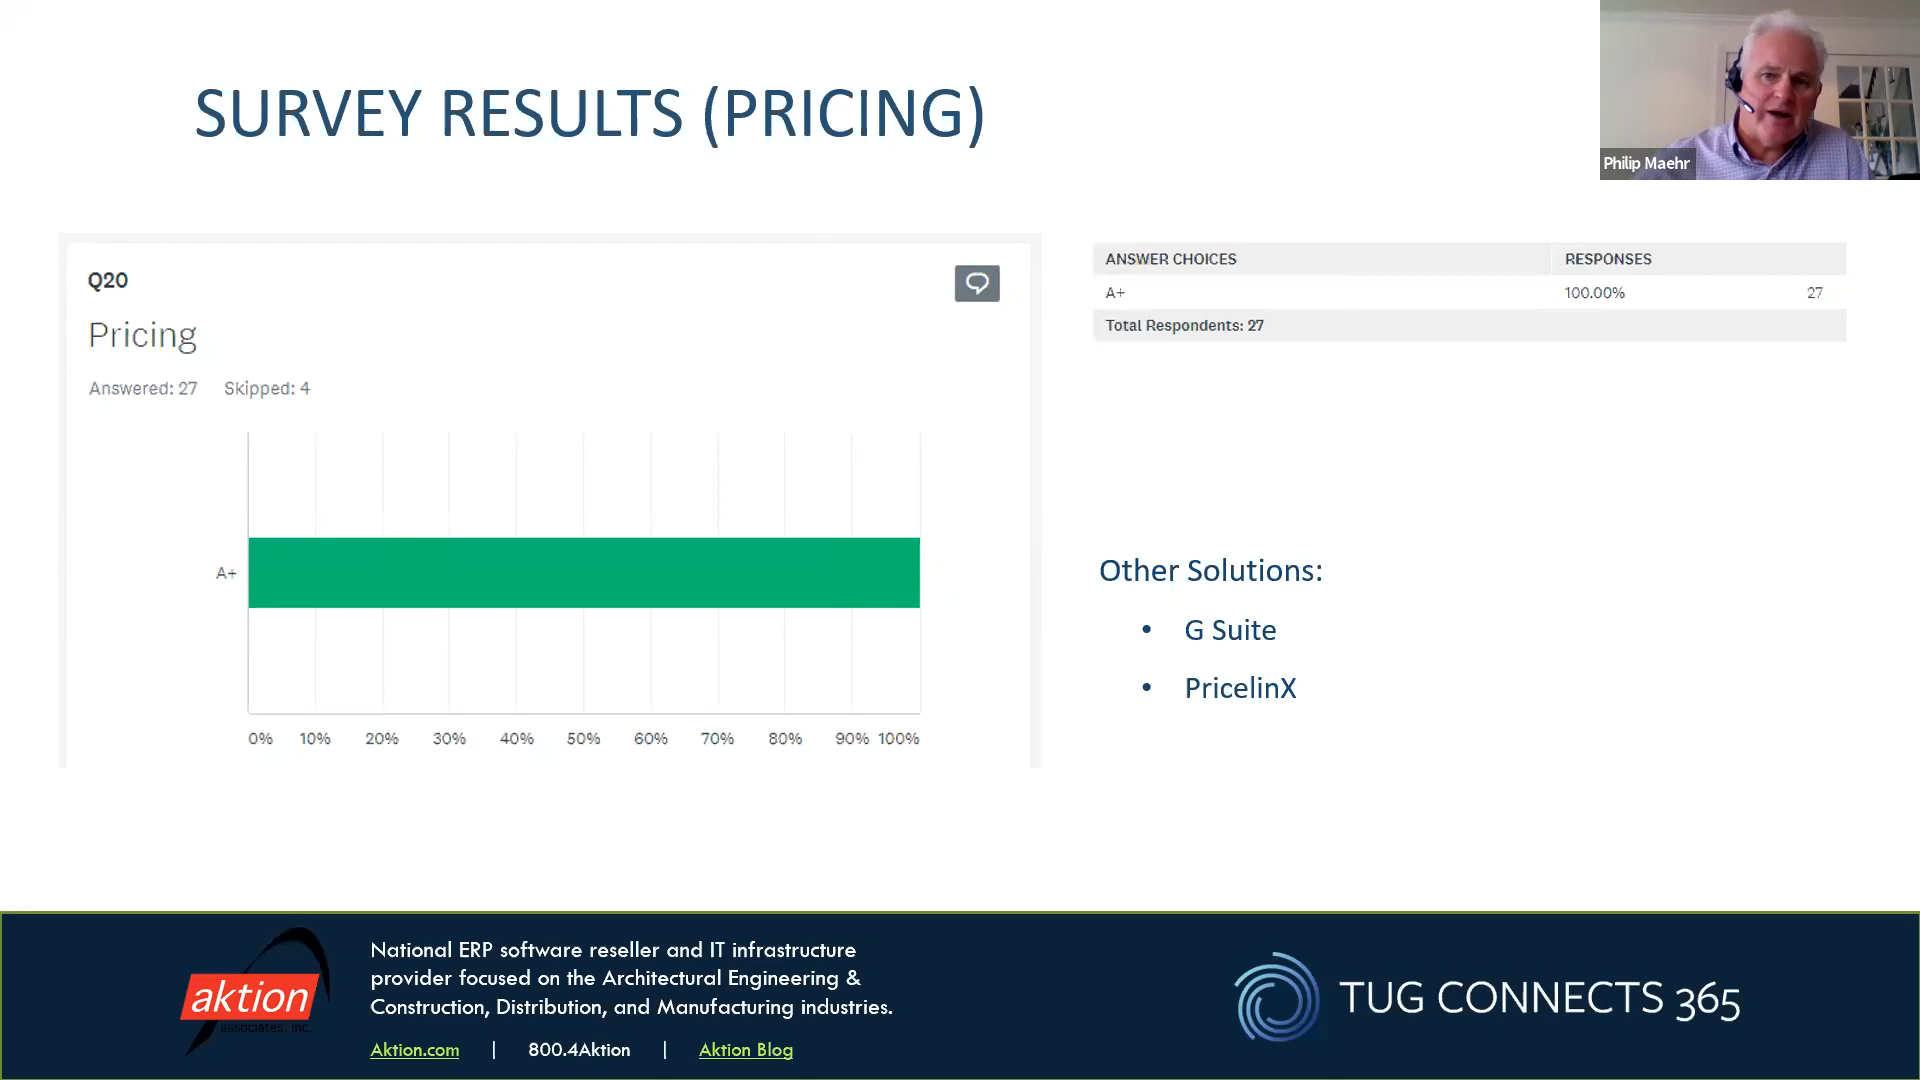 SURVEY RESULTS (PRICING)
Philip Maehr
Q20
Pricing
Answered: 27 Skipped: 4
A+
0% 10% 20% 30% 40% 50% 60% 70% 80% 90% 100%
ANSWER CHOICES RESPONSES
A+ 100.00% 27
Total Respondents: 27
Other Solutions:
• G Suite
• PricelinX
aktion
associates, inc.
National ERP software reseller and IT infrastructure
provider focused on the Architectural Engineering &
Construction, Distribution, and Manufacturing industries.
Aktion.com | 800.4Aktion | Aktion Blog
TUG CONNECTS 365